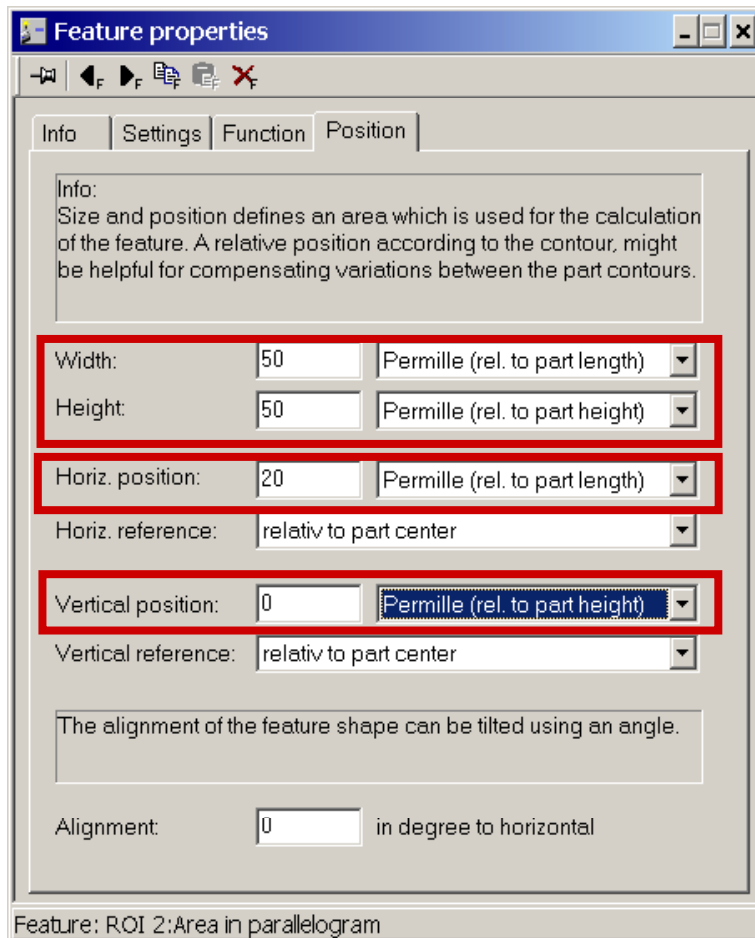 Feature properties
F F F F F
Info Settings Function Position
Info:
Size and position defines an area which is used for the calculation
of the feature. A relative position according to the contour, might
be helpful for compensating variations between the part contours.
Width: 50 Permille (rel. to part length)
Height: 50 Permille (rel. to part height)
Horiz. position: 20 Permille (rel. to part length)
Horiz. reference: relativ to part center
Vertical position: 0 Permille (rel. to part height)
Vertical reference: relativ to part center
The alignment of the feature shape can be tilted using an angle.
Alignment: 0 in degree to horizontal
Feature: ROI 2:Area in parallelogram